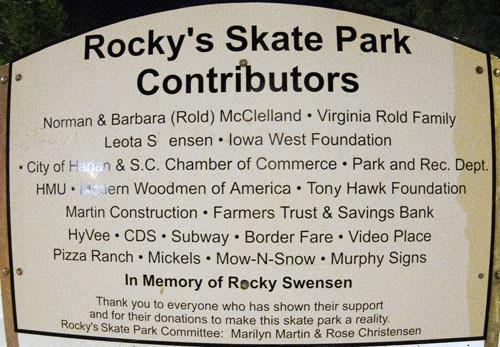 Rocky's Skate Park
Contributors
Norman & Barbara (Rold) McClelland • Virginia Rold Family
Leota S ensen • Iowa West Foundation
• City of Harlan & S.C. Chamber of Commerce • Park and Rec. Dept.
HMU • Modern Woodmen of America • Tony Hawk Foundation
Martin Construction • Farmers Trust & Savings Bank
HyVee • CDS • Subway • Border Fare • Video Place
Pizza Ranch • Mickels • Mow-N-Snow • Murphy Signs
In Memory of Rocky Swensen
Thank you to everyone who has shown their support
and for their donations to make this skate park a reality.
Rocky's Skate Park Committee: Marilyn Martin & Rose Christensen